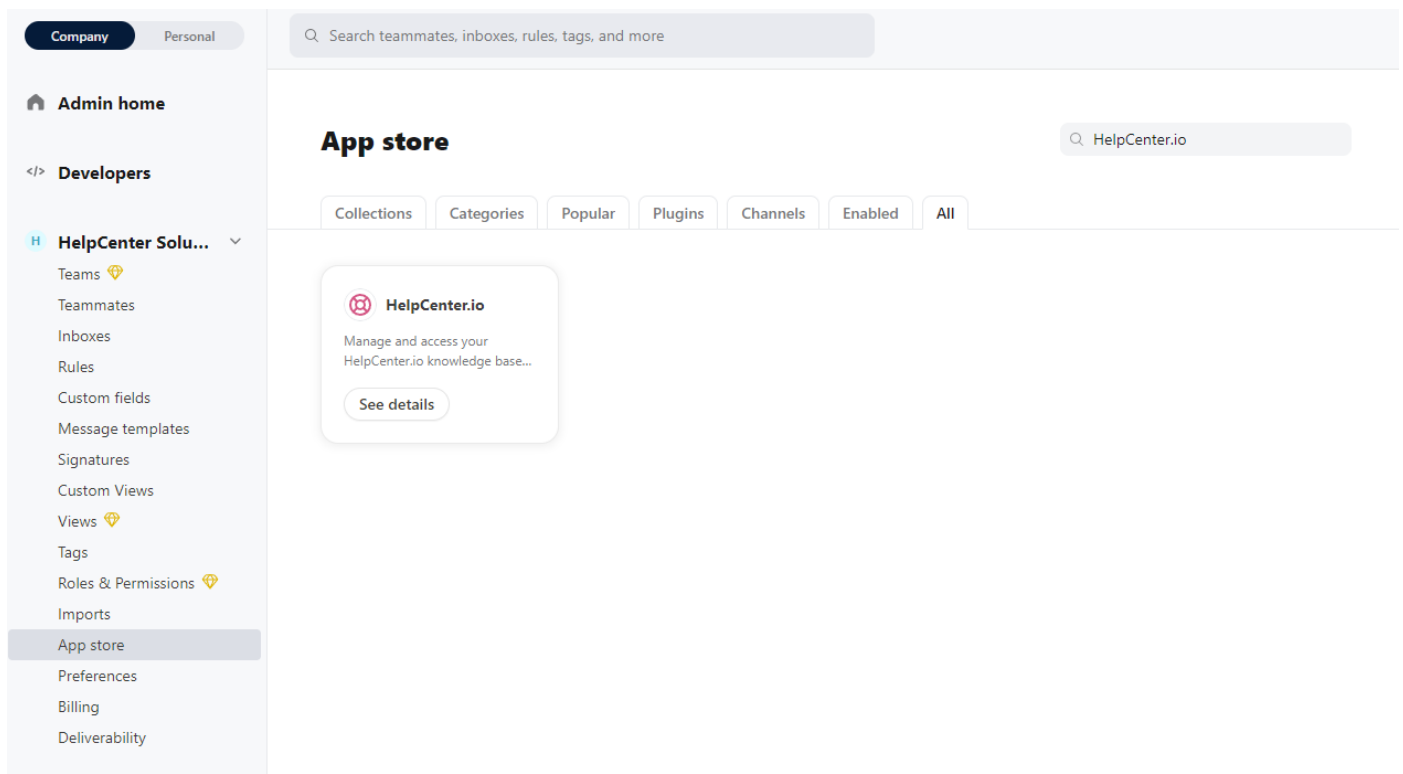 Company Personal
Search teammates, inboxes, rules, tags, and more
Admin home
Developers
H HelpCenter Solu...
Teams
Teammates
Inboxes
Rules
Custom fields
Message templates
Signatures
Custom Views
Views
Tags
Roles & Permissions
Imports
App store
Preferences
Billing
Deliverability
App store
HelpCenter.io
Collections Categories Popular Plugins Channels Enabled All
HelpCenter.io
Manage and access your
HelpCenter.io knowledge base...
See details